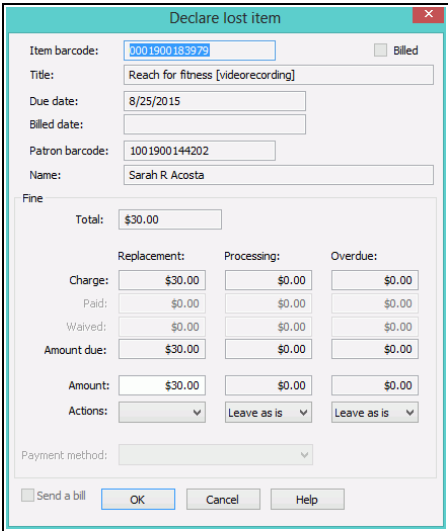 Declare lost item
Item barcode: 0001900183979 Billed
Title: Reach for fitness [videorecording]
Due date: 8/25/2015
Billed date:
Patron barcode: 1001900144202
Name: Sarah R Acosta
Fine
Total: $30.00
Replacement: Processing: Overdue:
Charge: $30.00 $0.00 $0.00
Paid: $0.00 $0.00 $0.00
Waived: $0.00 $0.00 $0.00
Amount due: $30.00 $0.00 $0.00
Amount: $30.00 $0.00 $0.00
Actions: Leave as is Leave as is
Payment method:
Send a bill OK Cancel Help